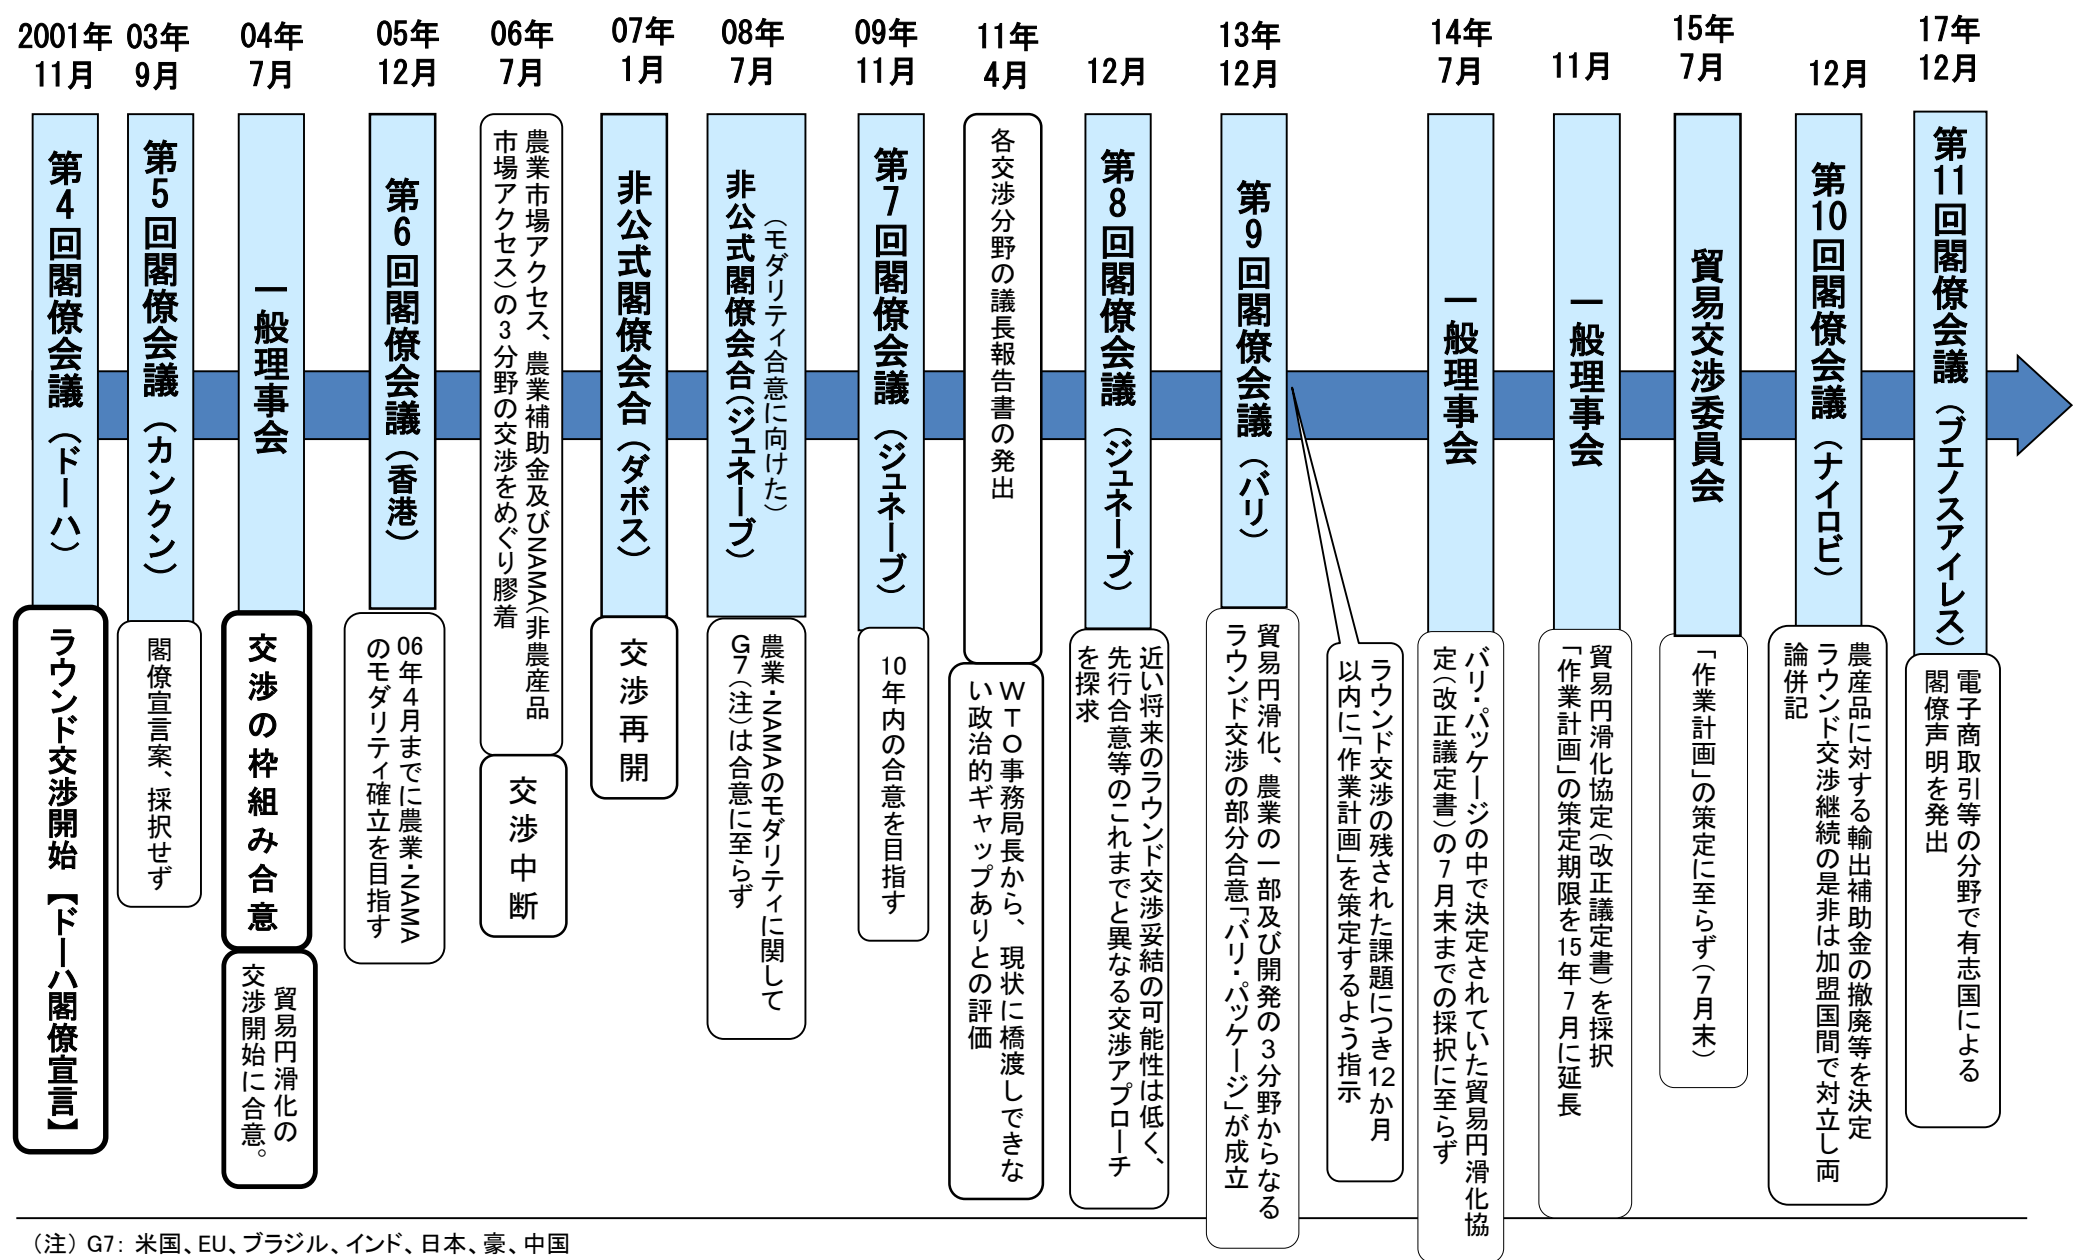 2001年
11月
第4回閣僚会議（ドーハ）
ラウンド交渉開始【ドーハ閣僚宣言】
03年
9月
第5回閣僚会議（カンクン）
閣僚宣言案、採択せず
04年
7月
一般理事会
交渉の枠組み合意
貿易円滑化の
交渉開始に合意。
05年
12月
第6回閣僚会議（香港）
06年4月までに農業・NAMA
のモダリティ確立を目指す
06年
7月
農業市場アクセス、農業補助金及びNAMA（非農産品
市場アクセス）の3分野の交渉をめぐり膠着
交渉中断
07年
1月
非公式閣僚会合（ダボス）
交渉再開
08年
7月
（モダリティ合意に向けた）
非公式閣僚会合（ジュネーブ）
農業・NAMAのモダリティに関して
G7（注）は合意に至らず
09年
11月
第7回閣僚会議（ジュネーブ）
10年内の合意を目指す
11年
4月
各交渉分野の議長報告書の発出
WTO事務局長から、現状に橋渡しできな
い政治的ギャップありとの評価
12月
第8回閣僚会議（ジュネーブ）
近い将来のラウンド交渉妥結の可能性は低く、
先行合意等のこれまでと異なる交渉アプローチ
を探求
13年
12月
第9回閣僚会議（バリ）
貿易円滑化、農業の一部及び開発の3分野からなる
ラウンド交渉の部分合意「バリ・パッケージ」が成立
ラウンド交渉の残された課題につき12か月
以内に「作業計画」を策定するよう指示
14年
7月
一般理事会
バリ・パッケージの中で決定されていた貿易円滑化協
定（改正議定書）の7月末までの採択に至らず
11月
一般理事会
貿易円滑化協定（改正議定書）を採択
「作業計画」の策定期限を15年7月に延長
15年
7月
貿易交渉委員会
「作業計画」の策定に至らず（7月末）
12月
第10回閣僚会議（ナイロビ）
農産品に対する輸出補助金の撤廃等を決定
ラウンド交渉継続の是非は加盟国間で対立し両
論併記
17年
12月
第11回閣僚会議（ブエノスアイレス）
電子商取引等の分野で有志国による
閣僚声明を発出
（注）G7：米国、EU、ブラジル、インド、日本、豪、中国